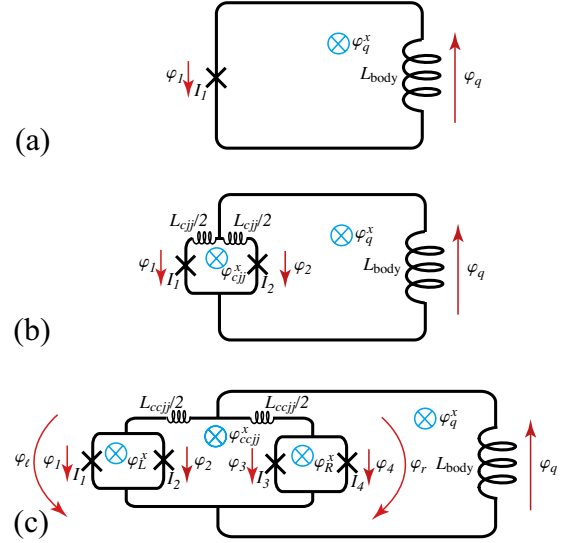 φ_q^x
φ_1 I_1 L_body φ_q
(a)
L_cjj/2 L_cjj/2
φ_q^x
φ_1 I_1 φ_cjj^x I_2 φ_2 L_body φ_q
(b)
L_ccjj/2 L_ccjj/2
φ_ccjj^x φ_q^x
φ_ℓ φ_1 I_1 φ_L^x I_2 φ_2 φ_3 I_3 φ_R^x I_4 φ_4 φ_r L_body φ_q
(c)